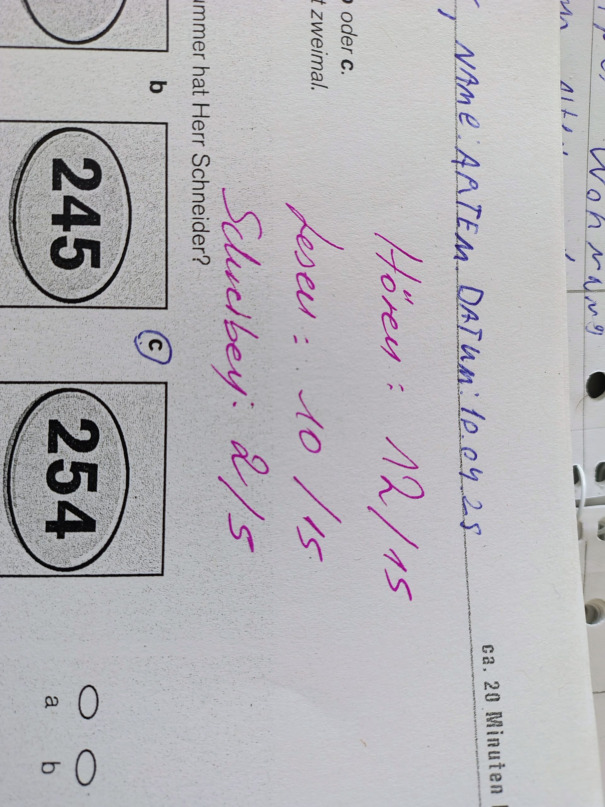 Wohnung
ca. 20 Minuten
, NAME: ARTEM DATUM: 10.04.25
Hören: 12/15
oder c.
t zweimal.
Lesen: 10/15
Schreiben: 2/5
ummer hat Herr Schneider?
b
c
245
254
a b